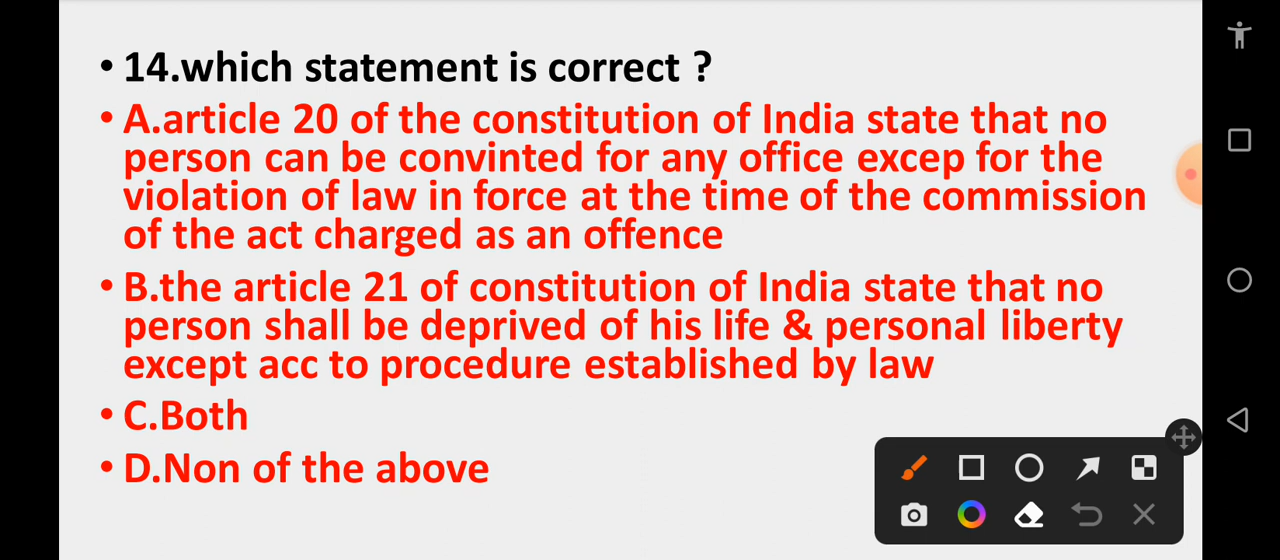 • 14.which statement is correct ?
• A.article 20 of the constitution of India state that no
person can be convinted for any office excep for the
violation of law in force at the time of the commission
of the act charged as an offence
• B.the article 21 of constitution of India state that no
person shall be deprived of his life & personal liberty
except acc to procedure established by law
• C.Both
• D.Non of the above